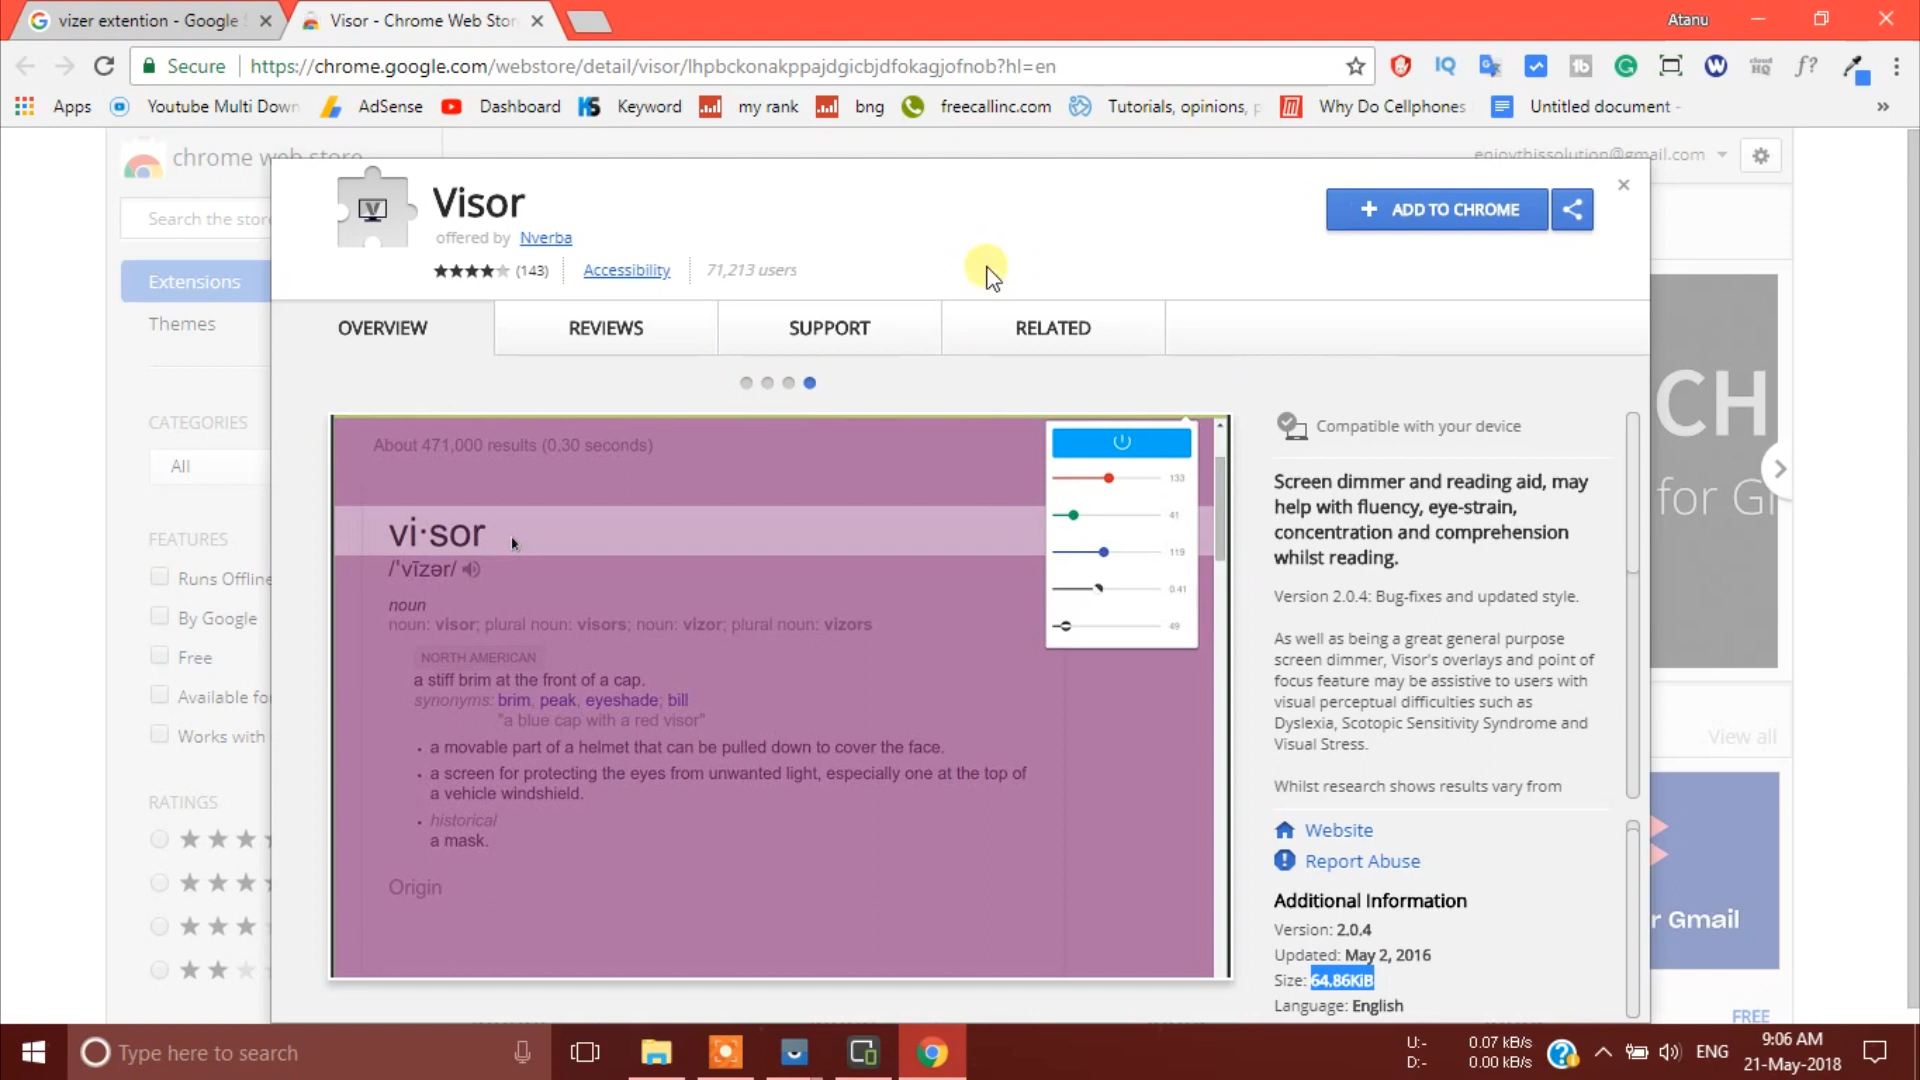 vizer extention - Google
Visor - Chrome Web Stor
Atanu
Secure
https://chrome.google.com/webstore/detail/visor/lhpbckonakppajdgicbjdfokagjofnob?hl=en
IQ
cloud HQ
f?
Apps
Youtube Multi Down
AdSense
Dashboard
Keyword
my rank
bng
freecallinc.com
Tutorials, opinions, p
Why Do Cellphones
Untitled document -
»
chrome web store
enjoythissolution@gmail.com
Search the store
Extensions
Themes
CATEGORIES
All
FEATURES
Runs Offline
By Google
Free
Available for
Works with
RATINGS
Visor
offered by Nverba
(143)
Accessibility
71,213 users
+ ADD TO CHROME
OVERVIEW
REVIEWS
SUPPORT
RELATED
About 471,000 results (0.30 seconds)
vi·sor
/ˈvīzər/
noun
noun: visor; plural noun: visors; noun: vizor; plural noun: vizors
NORTH AMERICAN
a stiff brim at the front of a cap.
synonyms: brim, peak, eyeshade; bill
"a blue cap with a red visor"
• a movable part of a helmet that can be pulled down to cover the face.
• a screen for protecting the eyes from unwanted light, especially one at the top of
a vehicle windshield.
• historical
a mask.
Origin
133
41
119
0.41
49
Compatible with your device
Screen dimmer and reading aid, may
help with fluency, eye-strain,
concentration and comprehension
whilst reading.
Version 2.0.4: Bug-fixes and updated style.
As well as being a great general purpose
screen dimmer, Visor's overlays and point of
focus feature may be assistive to users with
visual perceptual difficulties such as
Dyslexia, Scotopic Sensitivity Syndrome and
Visual Stress.
Whilst research shows results vary from
Website
Report Abuse
Additional Information
Version: 2.0.4
Updated: May 2, 2016
Size: 64.86KiB
Language: English
CH
for G
View all
r Gmail
FREE
Type here to search
U:- 0.07 kB/s
D:- 0.00 kB/s
ENG
9:06 AM
21-May-2018